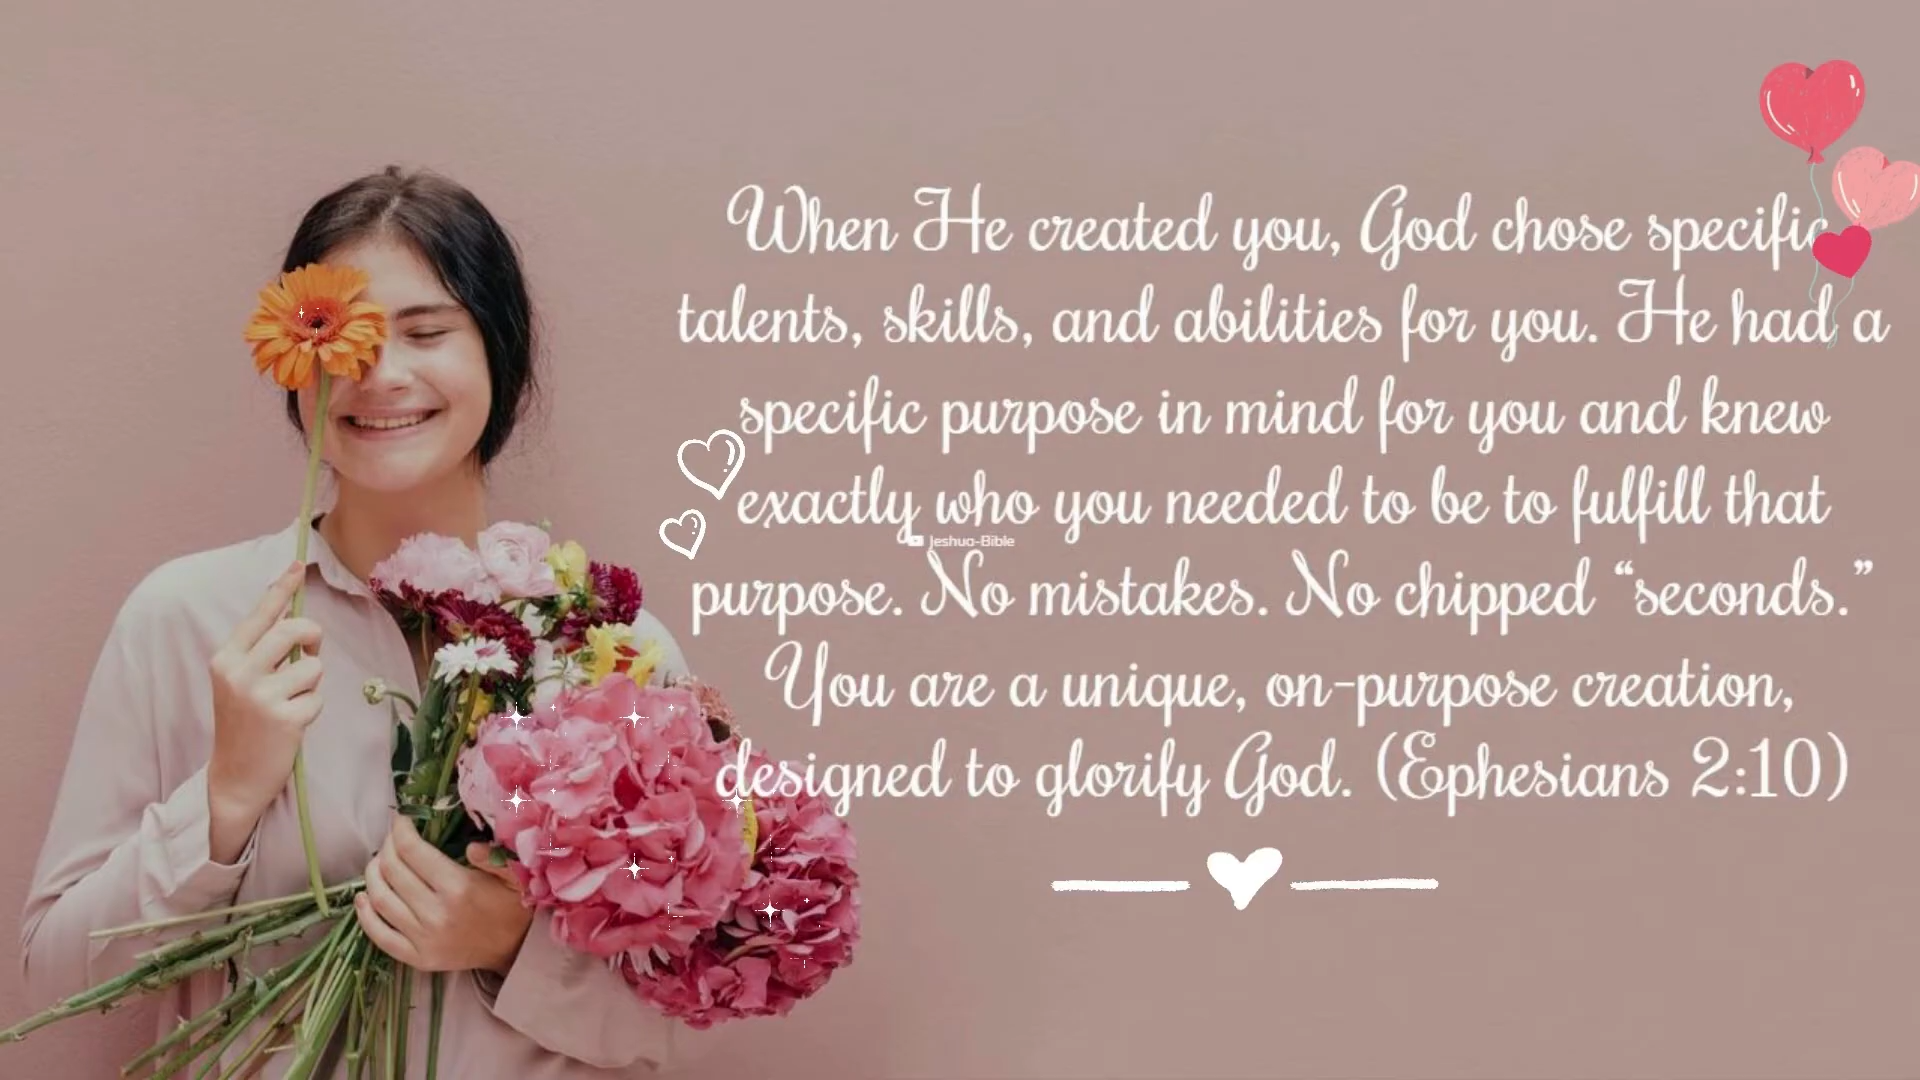 When He created you, God chose specific
talents, skills, and abilities for you. He had a
specific purpose in mind for you and knew
exactly who you needed to be to fulfill that
Jeshua-Bible
purpose. No mistakes. No chipped “seconds.”
You are a unique, on-purpose creation,
designed to glorify God. (Ephesians 2:10)